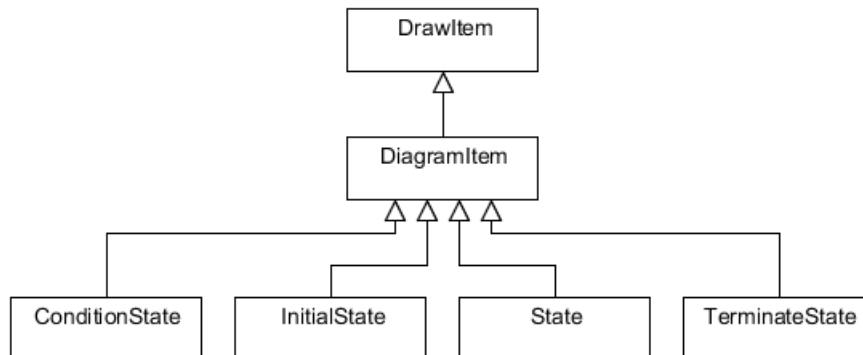 DrawItem
DiagramItem
ConditionState
InitialState
State
TerminateState